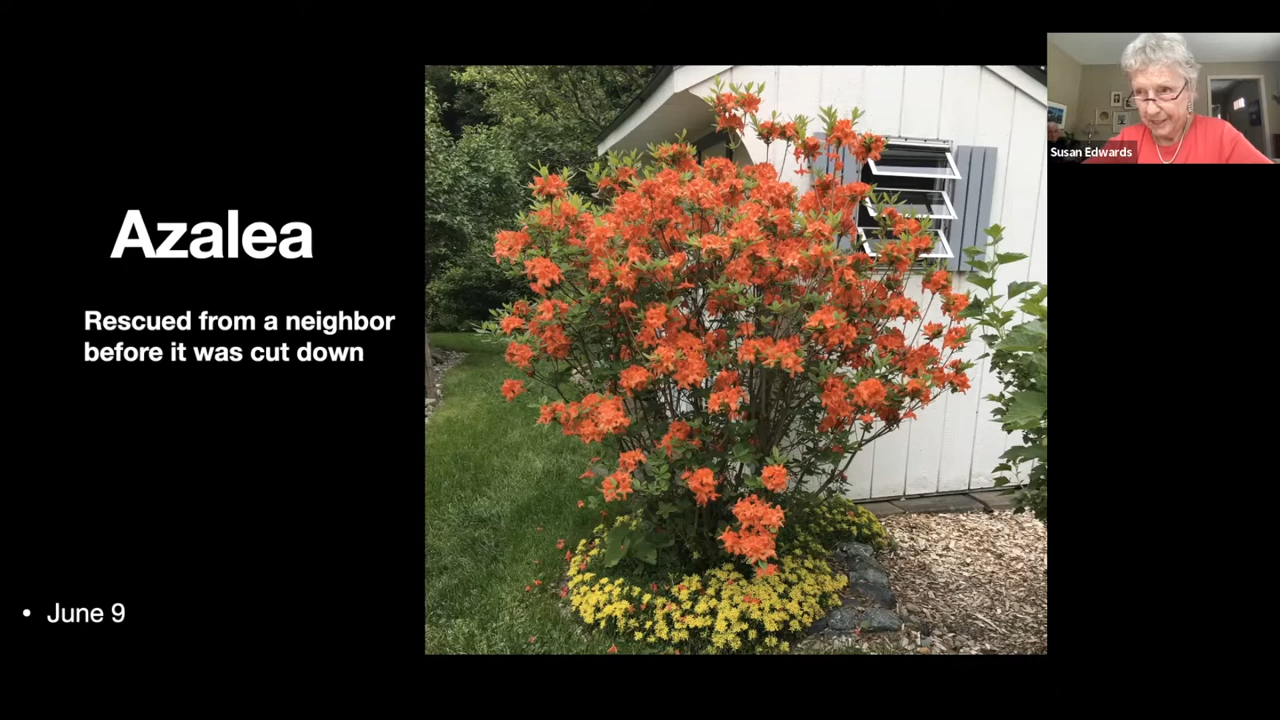 Azalea
Rescued from a neighbor
before it was cut down
• June 9
Susan Edwards